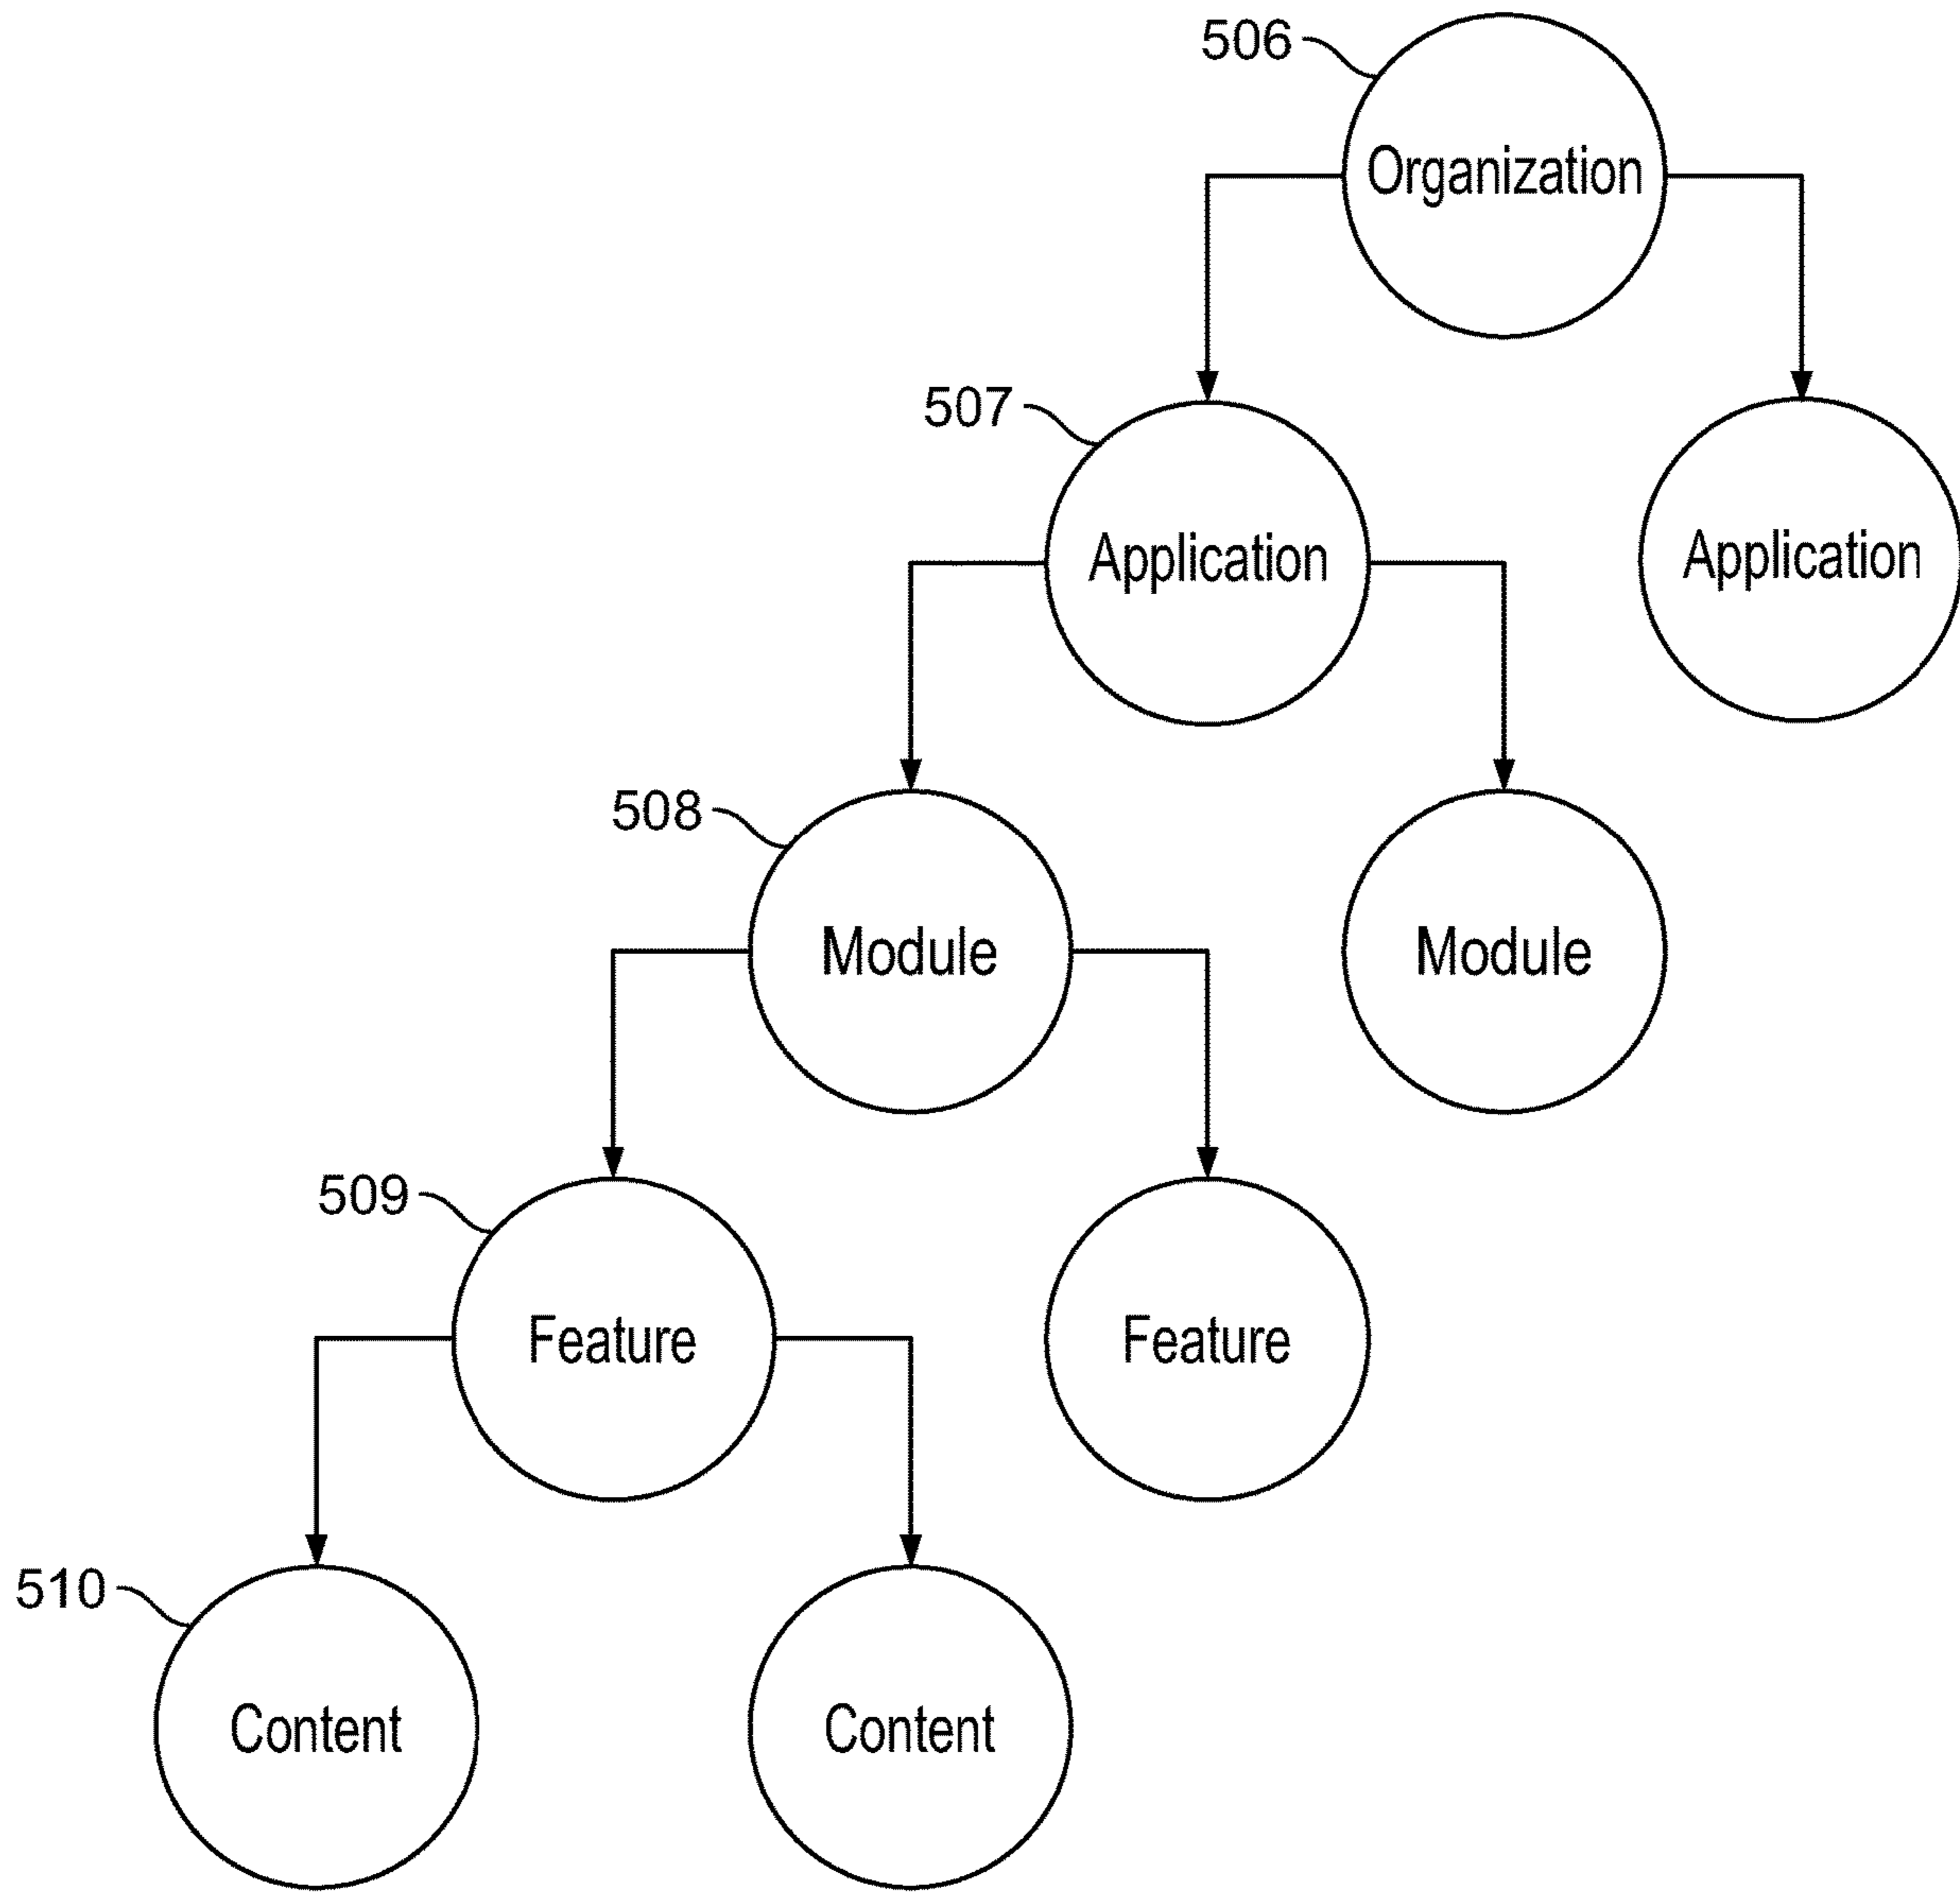 506
Organization
507
Application
Application
508
Module
Module
509
Feature
Feature
510
Content
Content